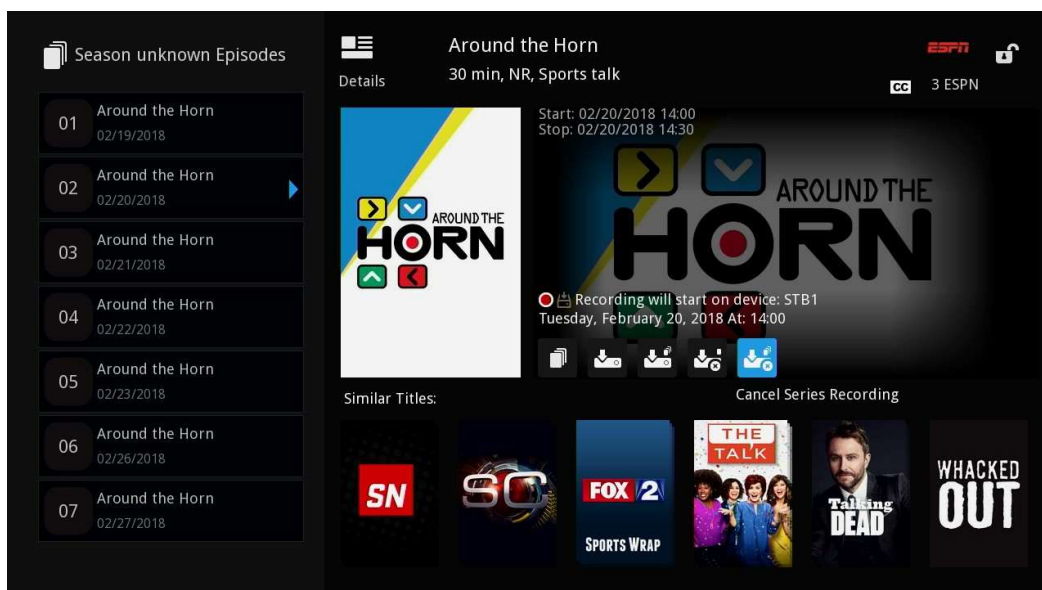 Season unknown Episodes
01
Around the Horn
02/19/2018
02
Around the Horn
02/20/2018
03
Around the Horn
02/21/2018
04
Around the Horn
02/22/2018
05
Around the Horn
02/23/2018
06
Around the Horn
02/26/2018
07
Around the Horn
02/27/2018
Details
Around the Horn
30 min, NR, Sports talk
ESPN
CC
3 ESPN
AROUND THE
HORN
Start: 02/20/2018 14:00
Stop: 02/20/2018 14:30
AROUND THE
HORN
Recording will start on device: STB1
Tuesday, February 20, 2018 At: 14:00
Similar Titles:
Cancel Series Recording
SN
SC
FOX 2
SPORTS WRAP
THE
TALK
Talking
DEAD
WHACKED
OUT